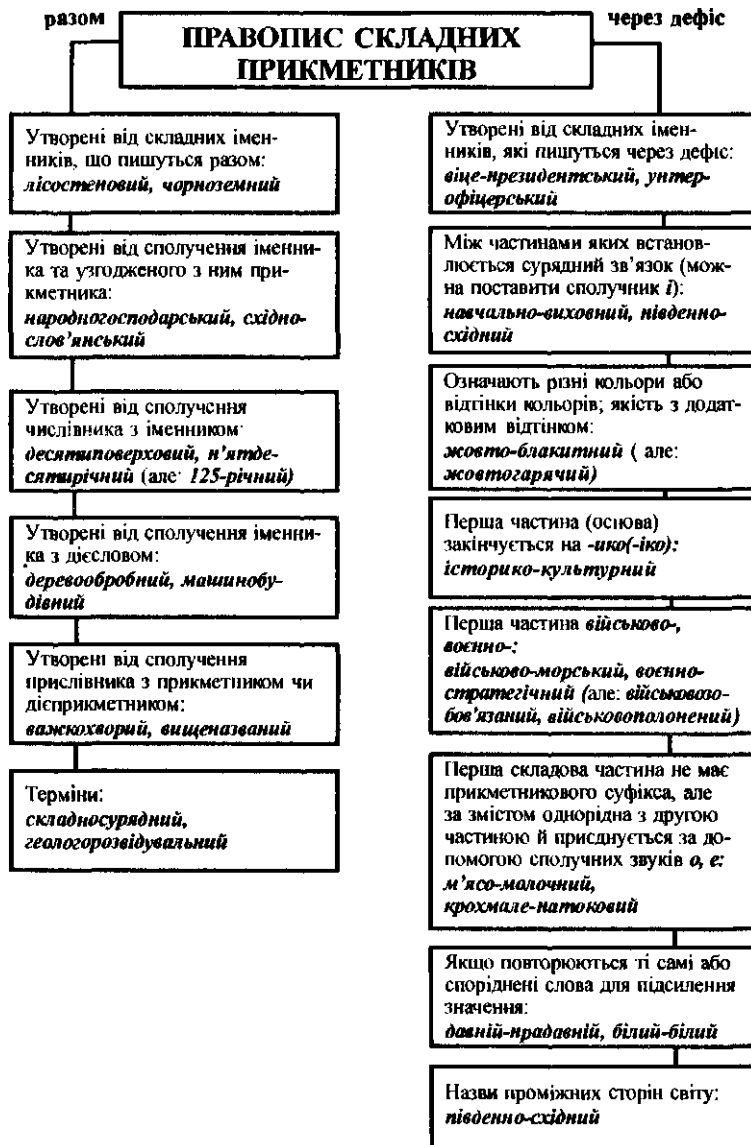 разом
через дефіс
ПРАВОПИС СКЛАДНИХ
ПРИКМЕТНИКІВ
Утворені від складних імен-
ників, що пишуться разом:
лісостеповий, чорноземний
Утворені від сполучення іменни-
ка та узгодженого з ним при-
кметника:
народногосподарський, східно-
слов'янський
Утворені від сполучення
числівника з іменником:
десятиповерховий, п'ятде-
сятирічний (але: 125-річний)
Утворені від сполучення іменни-
ка з дієсловом:
деревообробний, машинобу-
дівний
Утворені від сполучення
прислівника з прикметником чи
дієприкметником:
важкохворий, вищеназваний
Терміни:
складносурядний,
геологорозвідувальний
Утворені від складних імен-
ників, які пишуться через дефіс:
віце-президентський, унтер-
офіцерський
Між частинами яких встанов-
люється сурядний зв'язок (мож-
на поставити сполучник і):
навчально-виховний, південно-
східний
Означають різні кольори або
відтінки кольорів; якість з додат-
ковим відтінком:
жовто-блакитний ( але:
жовтогарячий)
Перша частина (основа)
закінчується на -ико(-іко):
історико-культурний
Перша частина військово-,
воєнно-:
військово-морський, воєнно-
стратегічний (але: військовозо-
бов'язаний, військовополонений)
Перша складова частина не має
прикметникового суфікса, але
за змістом однорідна з другою
частиною й приєднується за до-
помогою сполучних звуків о, е:
м'ясо-молочний,
крохмале-патоковий
Якщо повторюються ті самі або
споріднені слова для підсилення
значення:
давній-прадавній, білий-білий
Назви проміжних сторін світу:
південно-східний